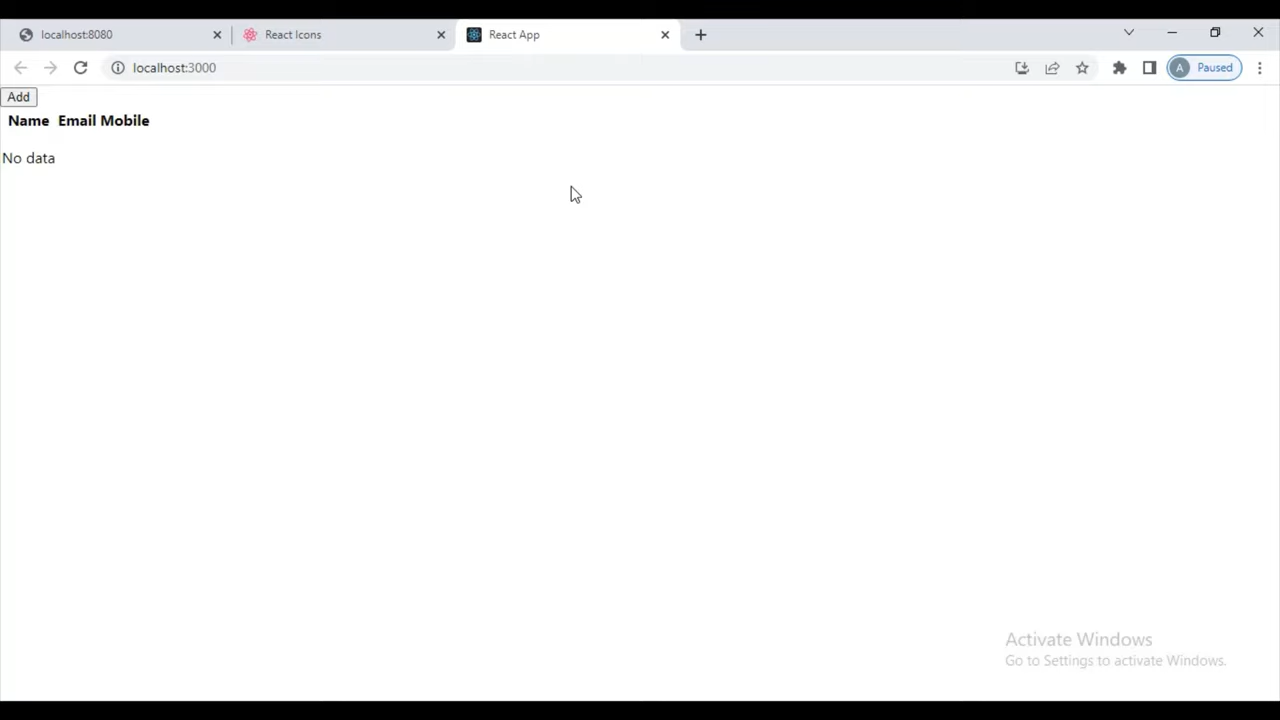 localhost:8080
React Icons
React App
localhost:3000
A
Paused
Add
Name Email Mobile
No data
Activate Windows
Go to Settings to activate Windows.